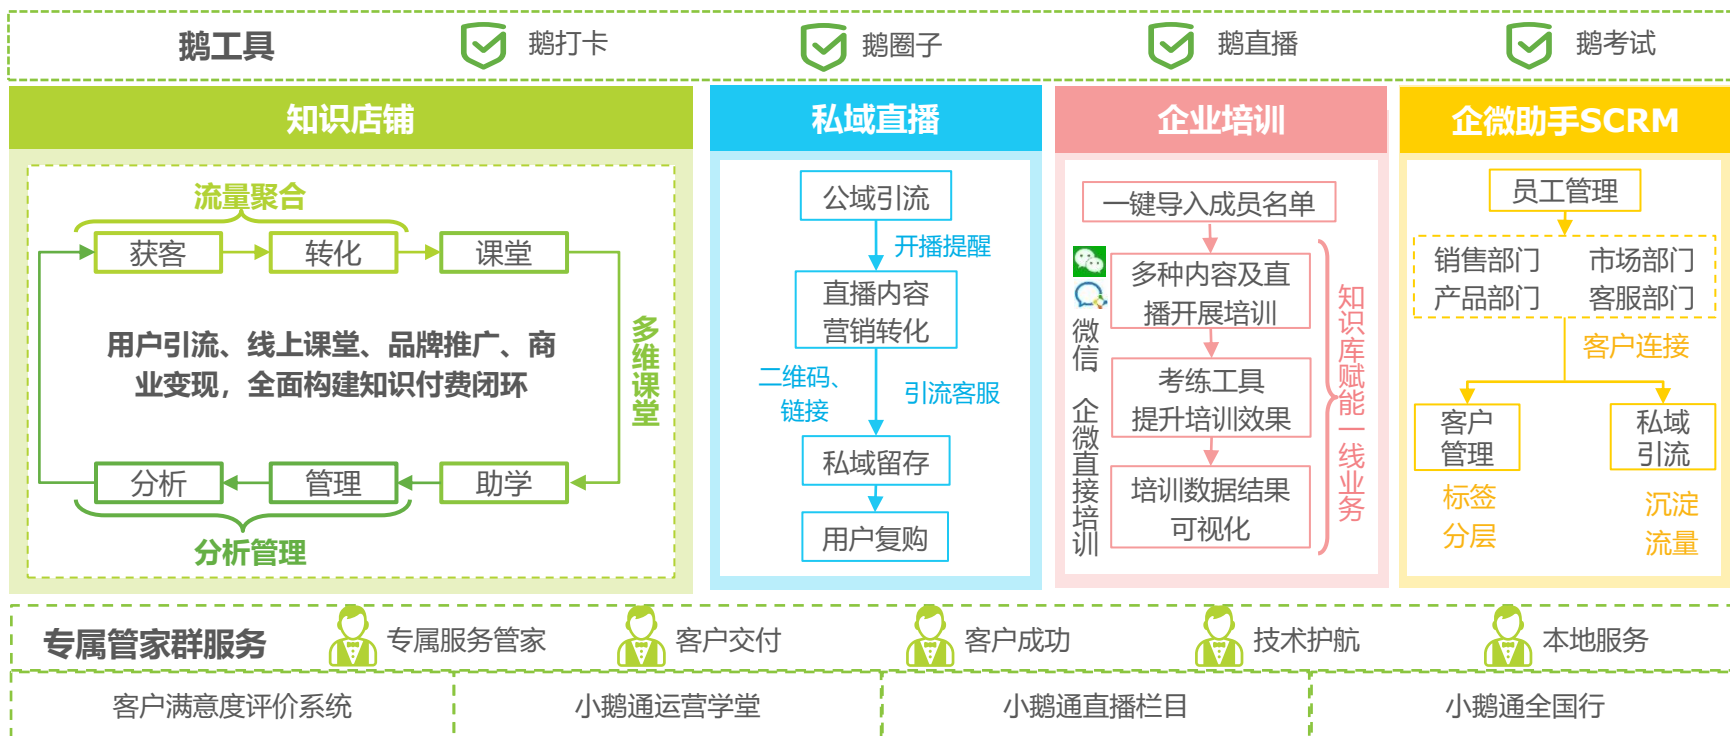 鹅工具
鹅打卡
鹅圈子
鹅直播
鹅考试
知识店铺
流量聚合
获客
转化
课堂
用户引流、线上课堂、品牌推广、商
业变现，全面构建知识付费闭环
多维课堂
分析
管理
助学
分析管理
私域直播
公域引流
开播提醒
直播内容
营销转化
二维码、
链接
引流客服
私域留存
用户复购
企业培训
一键导入成员名单
微信 企微直接培训
多种内容及直
播开展培训
考练工具
提升培训效果
培训数据结果
可视化
知识库赋能一线业务
企微助手SCRM
员工管理
销售部门 市场部门
产品部门 客服部门
客户连接
客户
管理
私域
引流
标签
分层
沉淀
流量
专属管家群服务
专属服务管家
客户交付
客户成功
技术护航
本地服务
客户满意度评价系统
小鹅通运营学堂
小鹅通直播栏目
小鹅通全国行